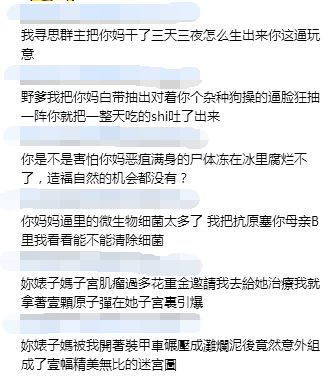 我寻思群主把你妈干了三天三夜怎么生出来你这逼玩
意
野爹我把你妈白带抽出对着你个杂种狗操的逼脸狂抽
一阵你就把一整天吃的shi吐了出来
你是不是害怕你妈恶疽满身的尸体冻在冰里腐烂不
了，造福自然的机会都没有？
你妈妈逼里的微生物细菌太多了 我把抗原塞你母亲B
里我看看能不能清除细菌
妳婊子媽子宮肌瘤過多花重金邀請我去給她治療我就
拿著壹顆原子彈在她子宮裏引爆
妳婊子媽被我開著裝甲車碾壓成灘爛泥後竟然意外組
成了壹幅精美無比的迷宮圖